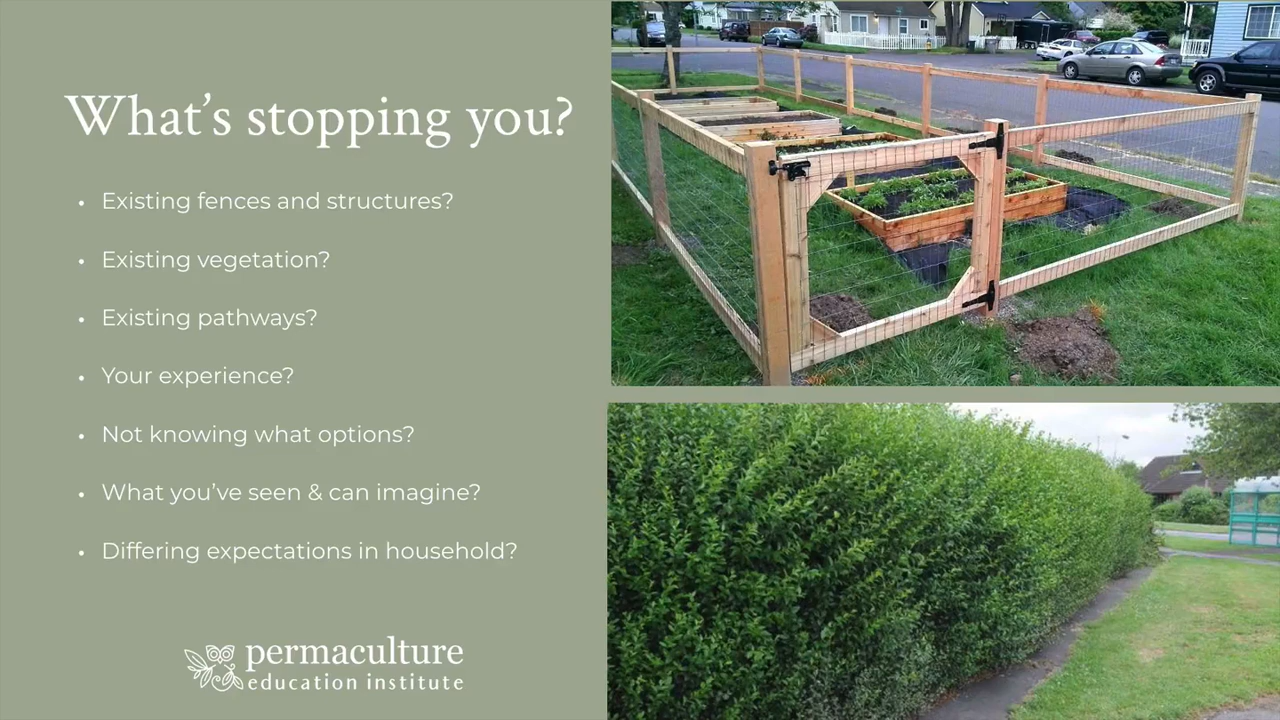 What's stopping you?
• Existing fences and structures?
• Existing vegetation?
• Existing pathways?
• Your experience?
• Not knowing what options?
• What you've seen & can imagine?
• Differing expectations in household?
permaculture
education institute